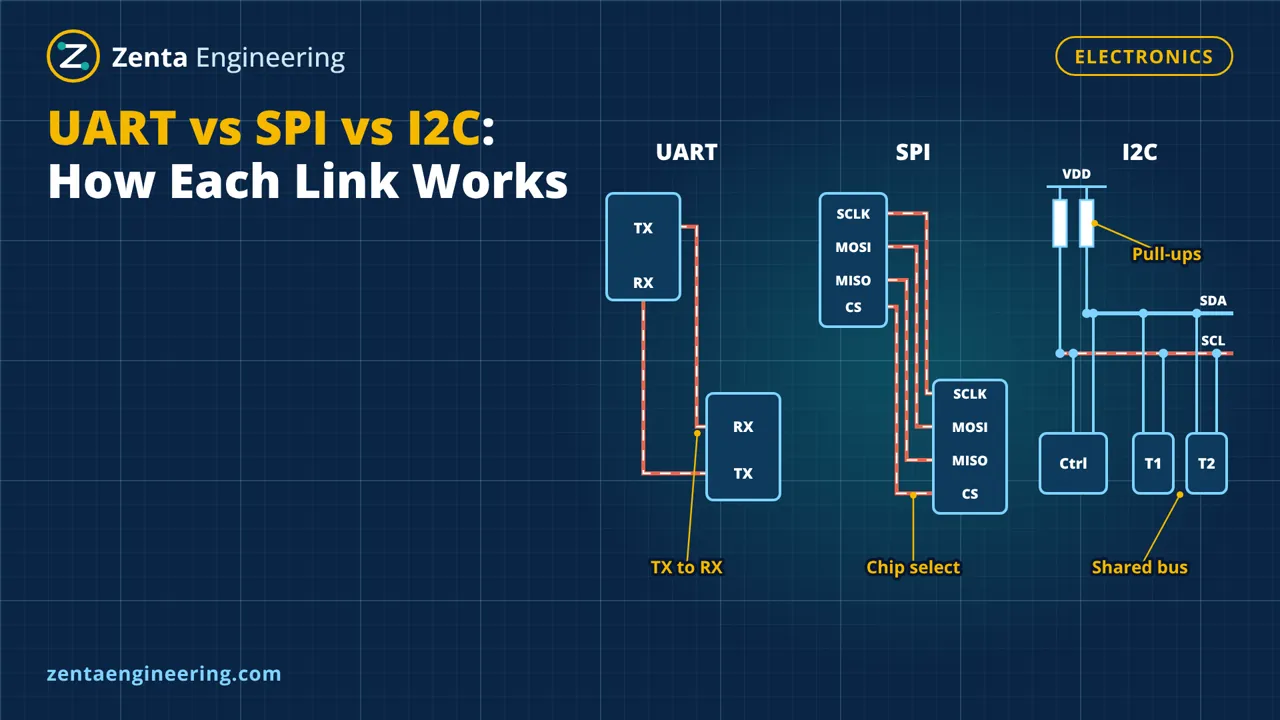 Zenta Engineering
ELECTRONICS
UART vs SPI vs I2C:
How Each Link Works
UART
TX
RX
RX
TX
TX to RX
SPI
SCLK
MOSI
MISO
CS
SCLK
MOSI
MISO
CS
Chip select
I2C
VDD
Pull-ups
SDA
SCL
Ctrl
T1
T2
Shared bus
zentaengineering.com